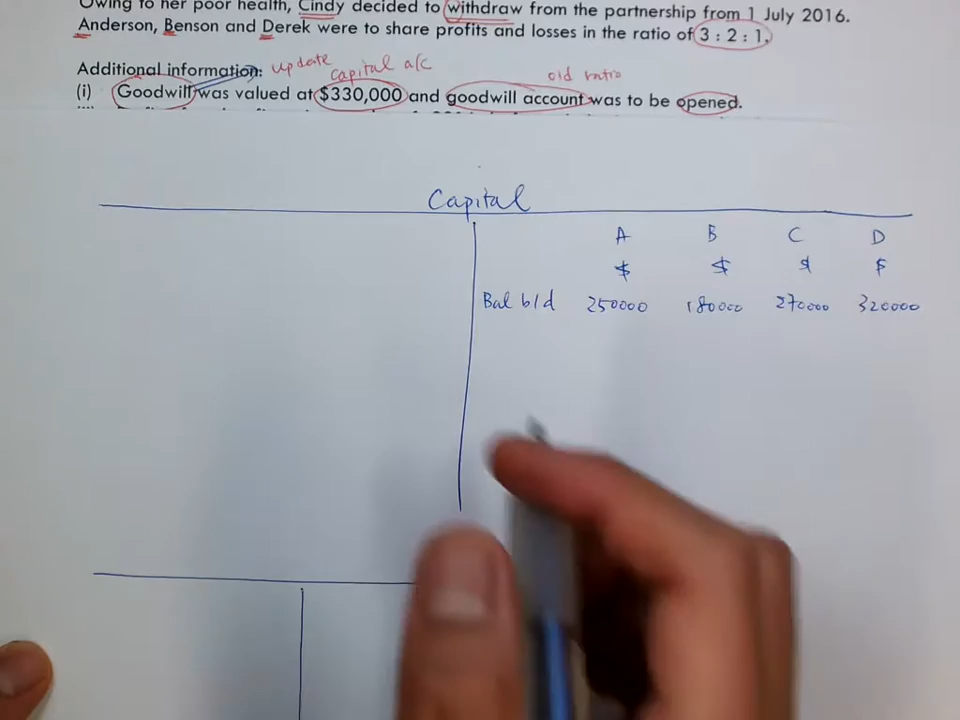 Owing to her poor health, Cindy decided to withdraw from the partnership from 1 July 2016.
Anderson, Benson and Derek were to share profits and losses in the ratio of 3 : 2 : 1.
Additional information: update capital a/c old ratio
(i) Goodwill was valued at $330,000 and goodwill account was to be opened.
Capital
A B C D
$ $ $ $
Bal b/d 250000 180000 270000 320000